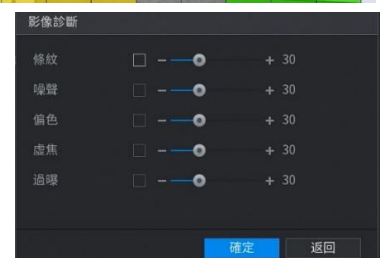 影像診斷
條紋 − + 30
噪聲 − + 30
偏色 − + 30
虛焦 − + 30
過曝 − + 30
確定 返回